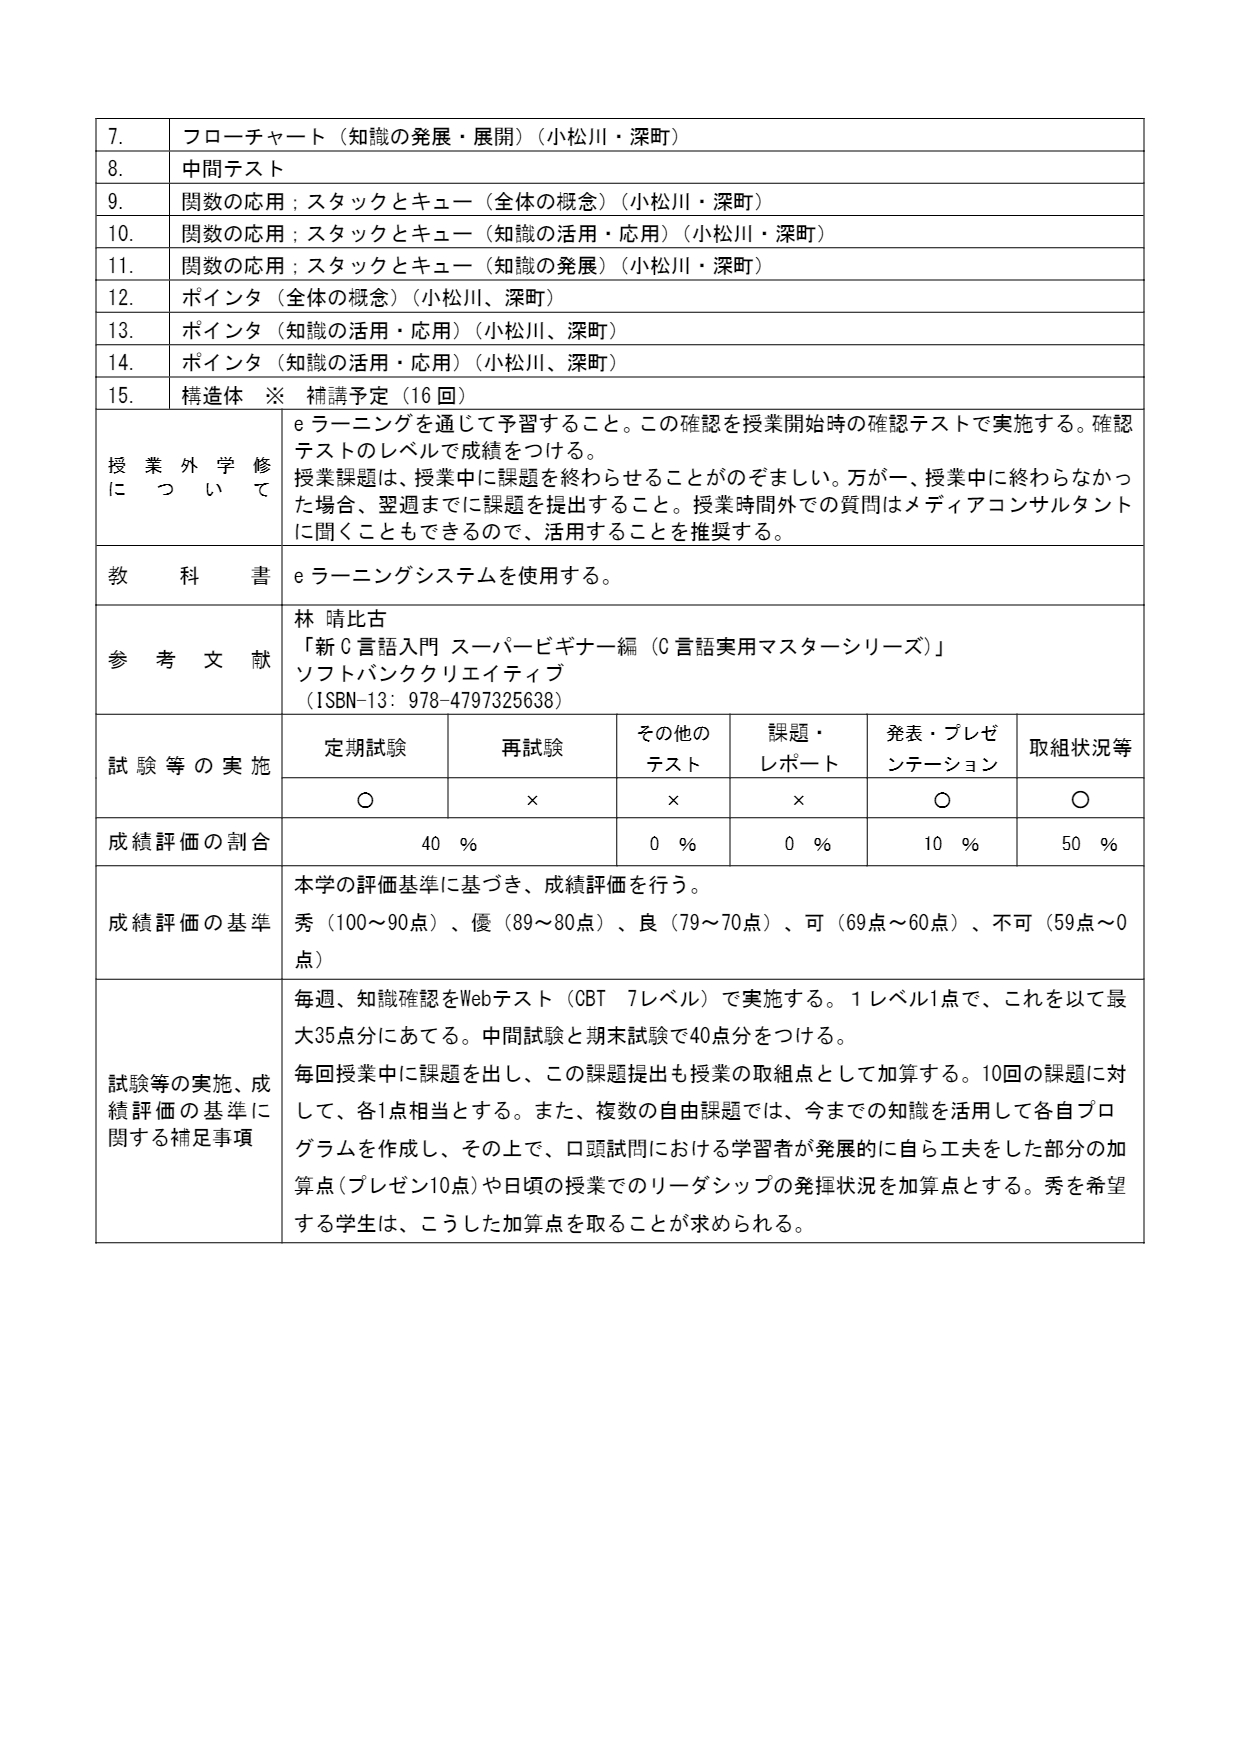 7. フローチャート（知識の発展・展開）（小松川・深町）
8. 中間テスト
9. 関数の応用；スタックとキュー（全体の概念）（小松川・深町）
10. 関数の応用；スタックとキュー（知識の活用・応用）（小松川・深町）
11. 関数の応用；スタックとキュー（知識の発展）（小松川・深町）
12. ポインタ（全体の概念）（小松川、深町）
13. ポインタ（知識の活用・応用）（小松川、深町）
14. ポインタ（知識の活用・応用）（小松川、深町）
15. 構造体　※　補講予定（16 回）
授業外学修
について
e ラーニングを通じて予習すること。この確認を授業開始時の確認テストで実施する。確認
テストのレベルで成績をつける。
授業課題は、授業中に課題を終わらせることがのぞましい。万が一、授業中に終わらなかっ
た場合、翌週までに課題を提出すること。授業時間外での質問はメディアコンサルタント
に聞くこともできるので、活用することを推奨する。
教科書
e ラーニングシステムを使用する。
参考文献
林 晴比古
「新 C 言語入門 スーパービギナー編（C 言語実用マスターシリーズ）」
ソフトバンククリエイティブ
（ISBN-13: 978-4797325638）
試験等の実施
定期試験
再試験
その他の
テスト
課題・
レポート
発表・プレゼ
ンテーション
取組状況等
○ × × × ○ ○
成績評価の割合
40 % 0 % 0 % 10 % 50 %
成績評価の基準
本学の評価基準に基づき、成績評価を行う。
秀（100～90点）、優（89～80点）、良（79～70点）、可（69点～60点）、不可（59点～0
点）
試験等の実施、成
績評価の基準に
関する補足事項
毎週、知識確認をWebテスト（CBT　7レベル）で実施する。１レベル1点で、これを以て最
大35点分にあてる。中間試験と期末試験で40点分をつける。
毎回授業中に課題を出し、この課題提出も授業の取組点として加算する。10回の課題に対
して、各1点相当とする。また、複数の自由課題では、今までの知識を活用して各自プロ
グラムを作成し、その上で、口頭試問における学習者が発展的に自ら工夫をした部分の加
算点(プレゼン10点)や日頃の授業でのリーダシップの発揮状況を加算点とする。秀を希望
する学生は、こうした加算点を取ることが求められる。